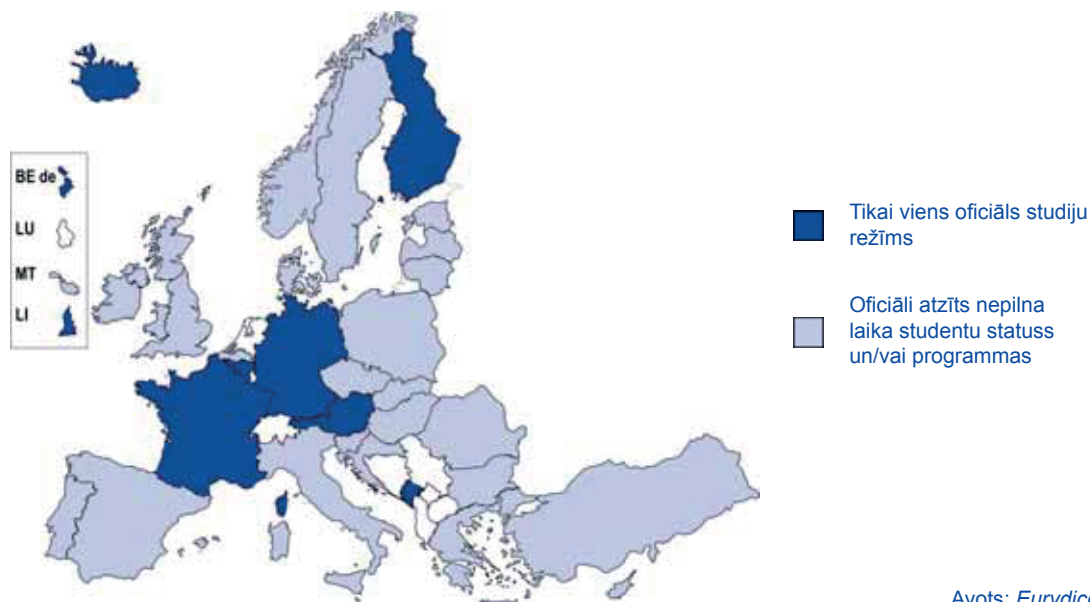 BE de
LU
MT
LI
Tikai viens oficiāls studiju
režīms
Oficiāli atzīts nepilna
laika studentu statuss
un/vai programmas
Avots: